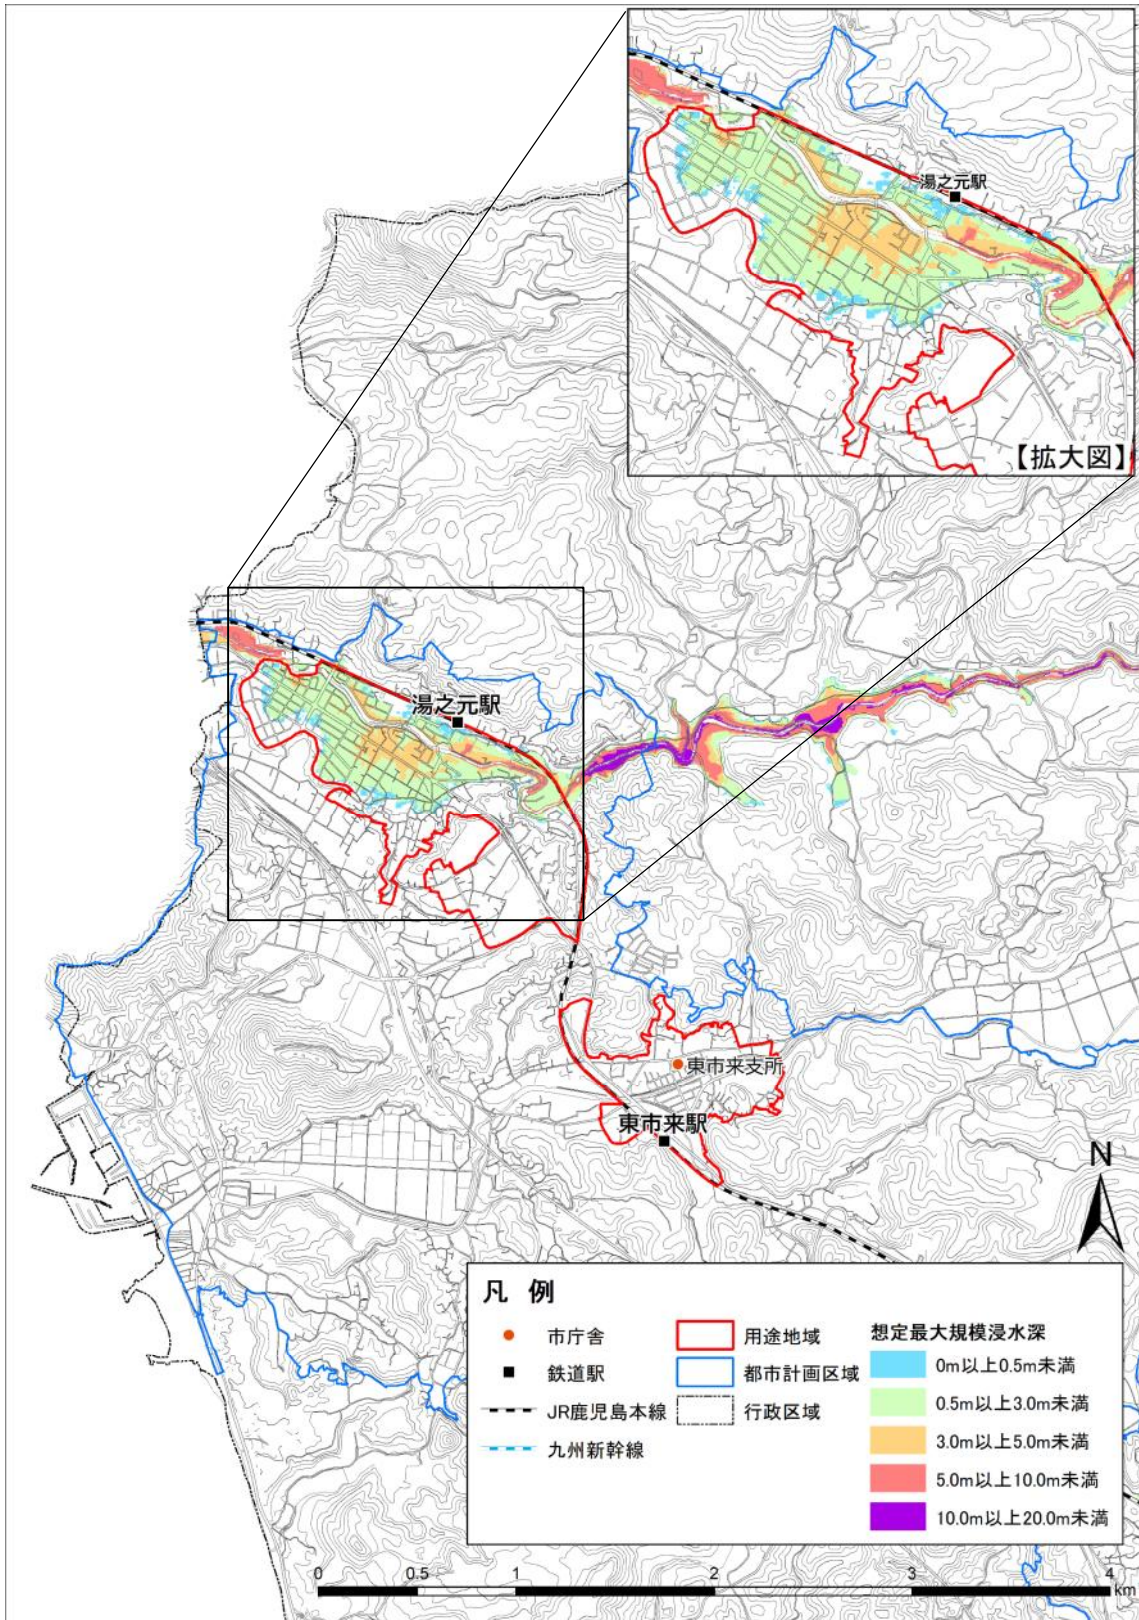 湯之元駅
【拡大図】
湯之元駅
東市来支所
東市来駅
N
凡 例
市庁舎
鉄道駅
JR鹿児島本線
九州新幹線
用途地域
都市計画区域
行政区域
想定最大規模浸水深
0m以上0.5m未満
0.5m以上3.0m未満
3.0m以上5.0m未満
5.0m以上10.0m未満
10.0m以上20.0m未満
0 0.5 1 2 3 4
km